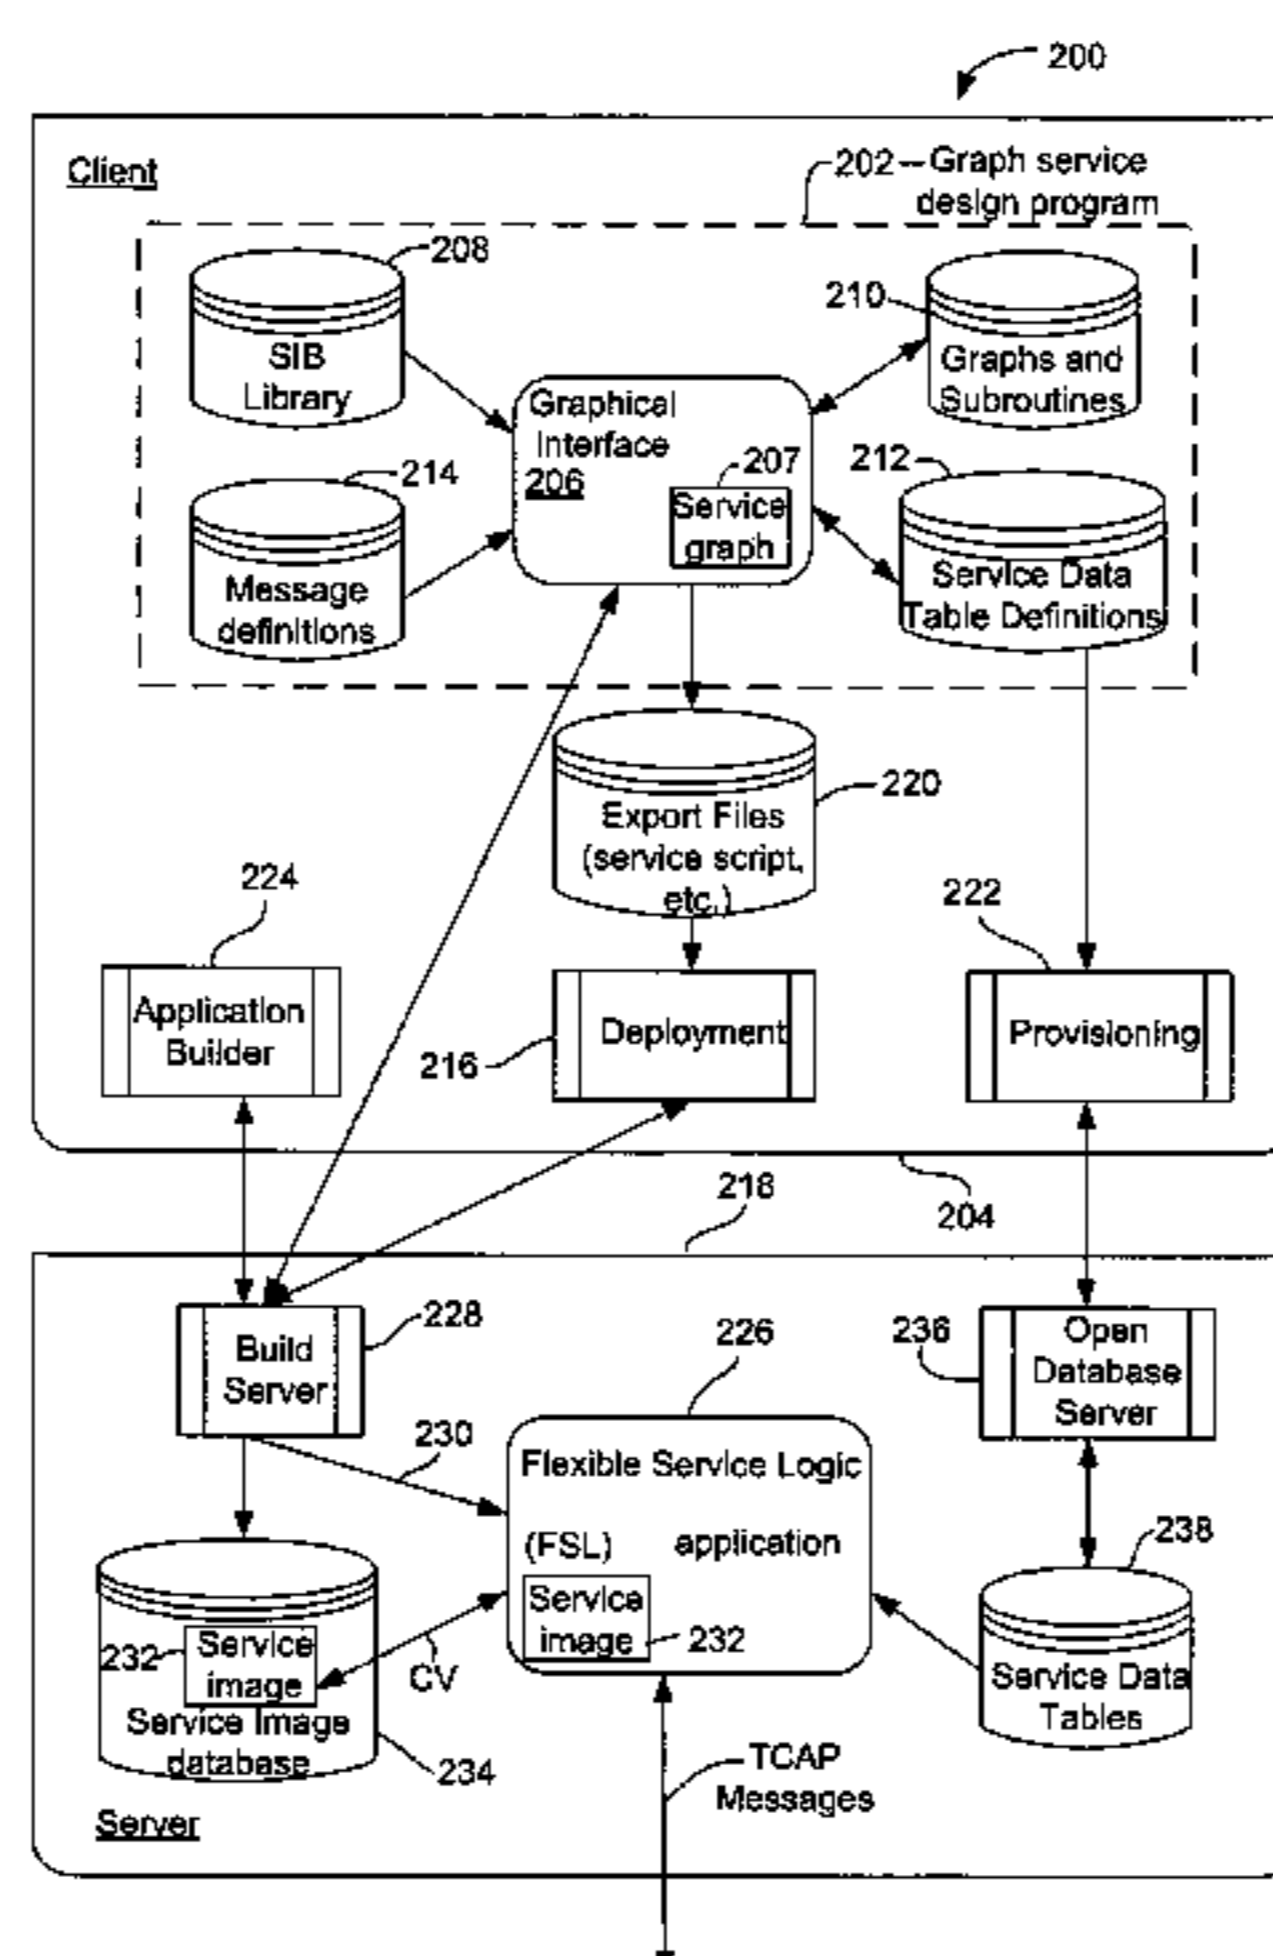 200
Client
202
Graph service
design program
208
SIB
Library
210
Graphs and
Subroutines
Graphical
Interface
206
207
Service
graph
214
Message
definitions
212
Service Data
Table Definitions
220
Export Files
(service script,
etc.)
224
Application
Builder
216
Deployment
222
Provisioning
204
218
228
Build
Server
226
236
Open
Database
Server
230
Flexible Service Logic
(FSL) application
Service
image
232
CV
232
Service
image
Service Image
database
234
238
Service Data
Tables
TCAP
Messages
Server